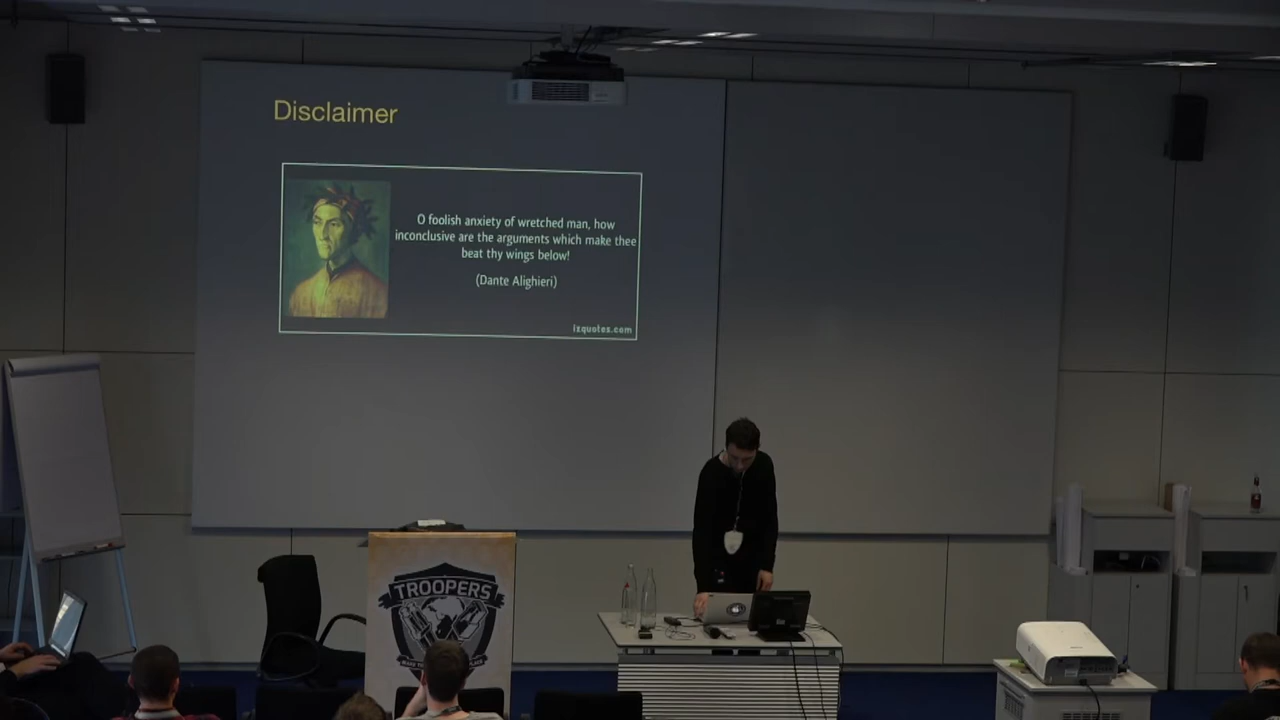 Disclaimer
O foolish anxiety of wretched man, how
inconclusive are the arguments which make thee
beat thy wings below!
(Dante Alighieri)
izquotes.com
TROOPERS